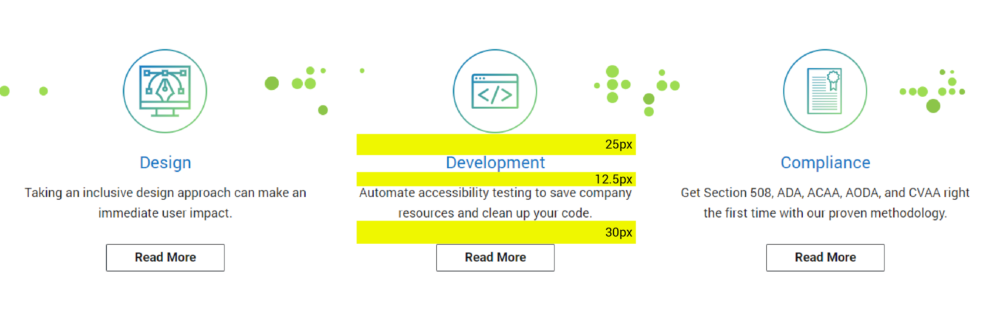 </>
25px
Design
Development
Compliance
12.5px
Taking an inclusive design approach can make an
immediate user impact.
Automate accessibility testing to save company
resources and clean up your code.
Get Section 508, ADA, ACAA, AODA, and CVAA right
the first time with our proven methodology.
30px
Read More
Read More
Read More